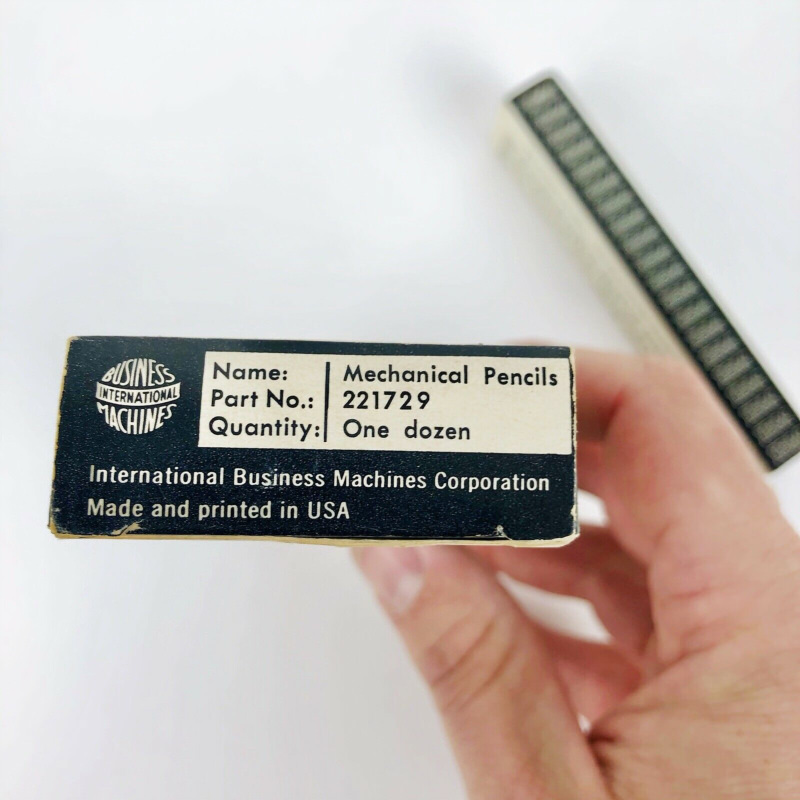 BUSINESS
INTERNATIONAL
MACHINES
Name: Mechanical Pencils
Part No.: 221729
Quantity: One dozen
International Business Machines Corporation
Made and printed in USA